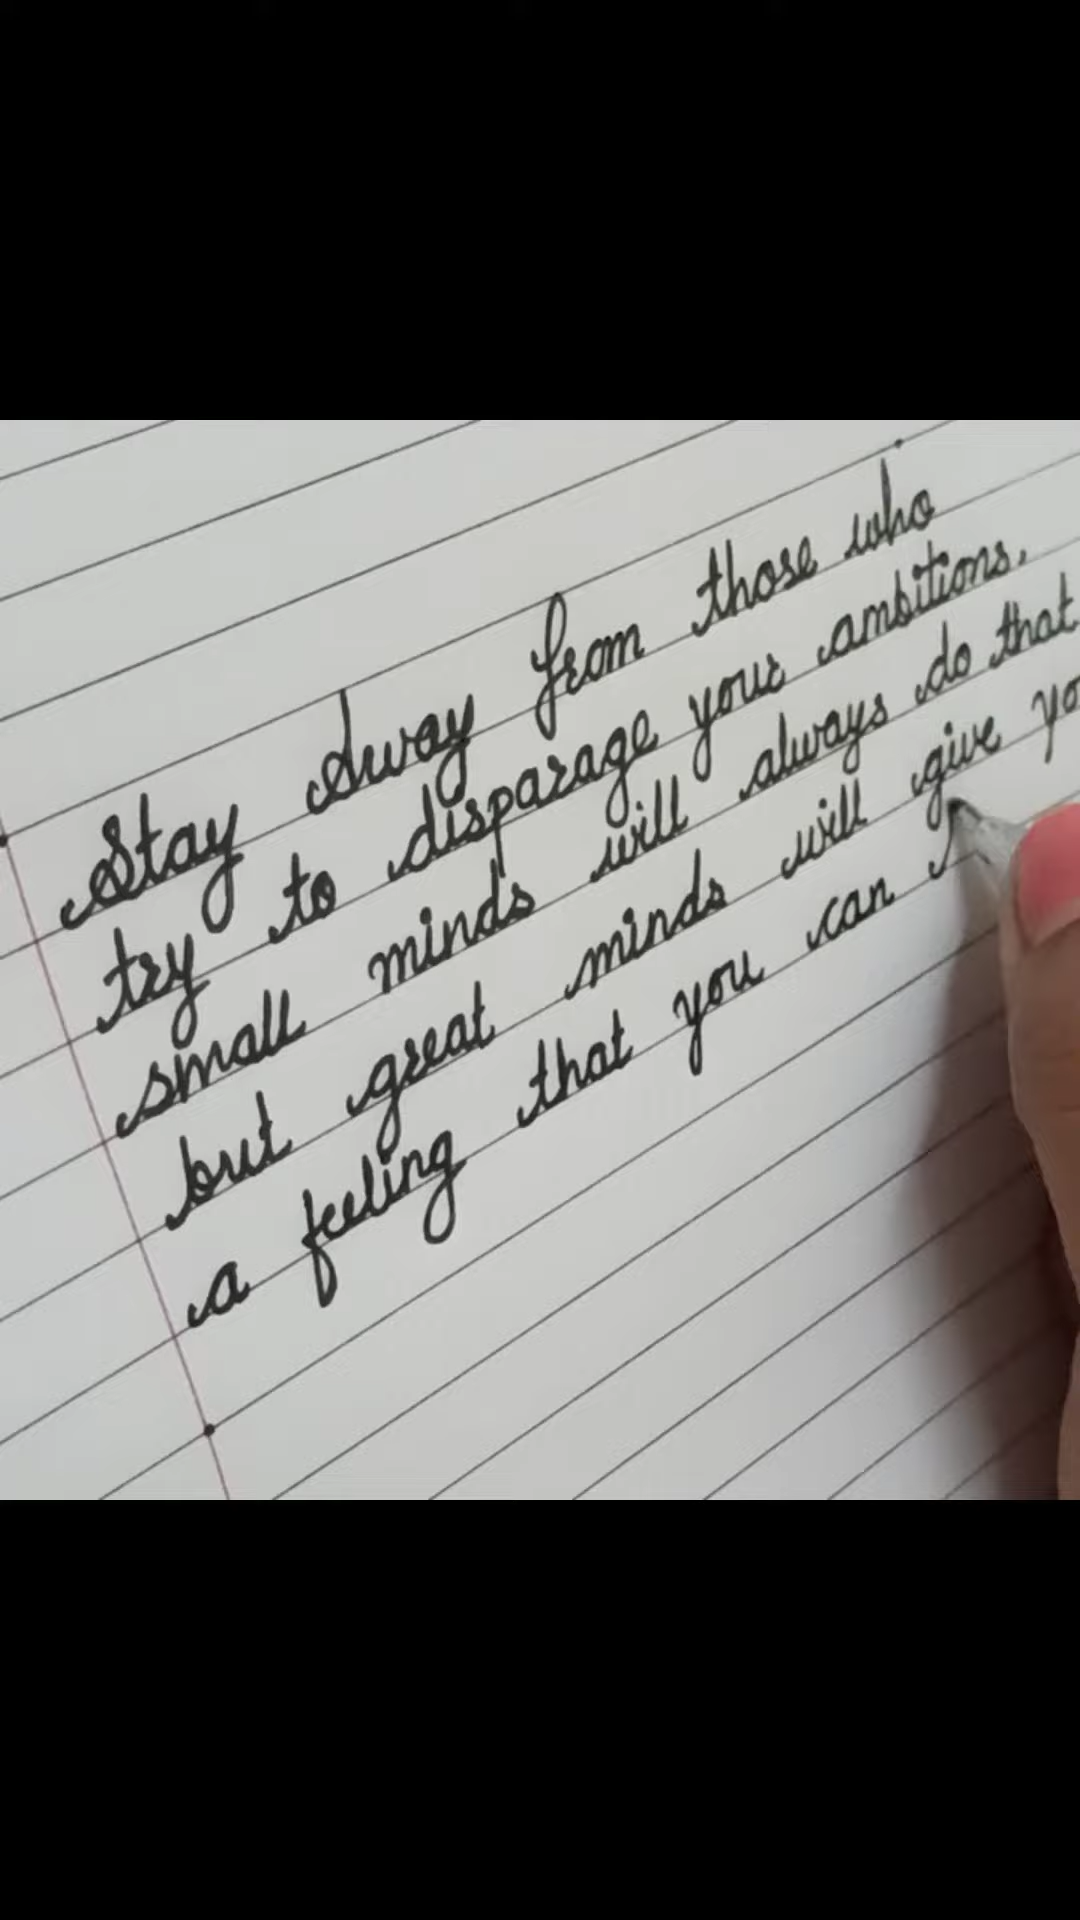 Stay Away from those who
try to disparage your ambitions.
small minds will always do that
but great minds will give yo
a feeling that you can